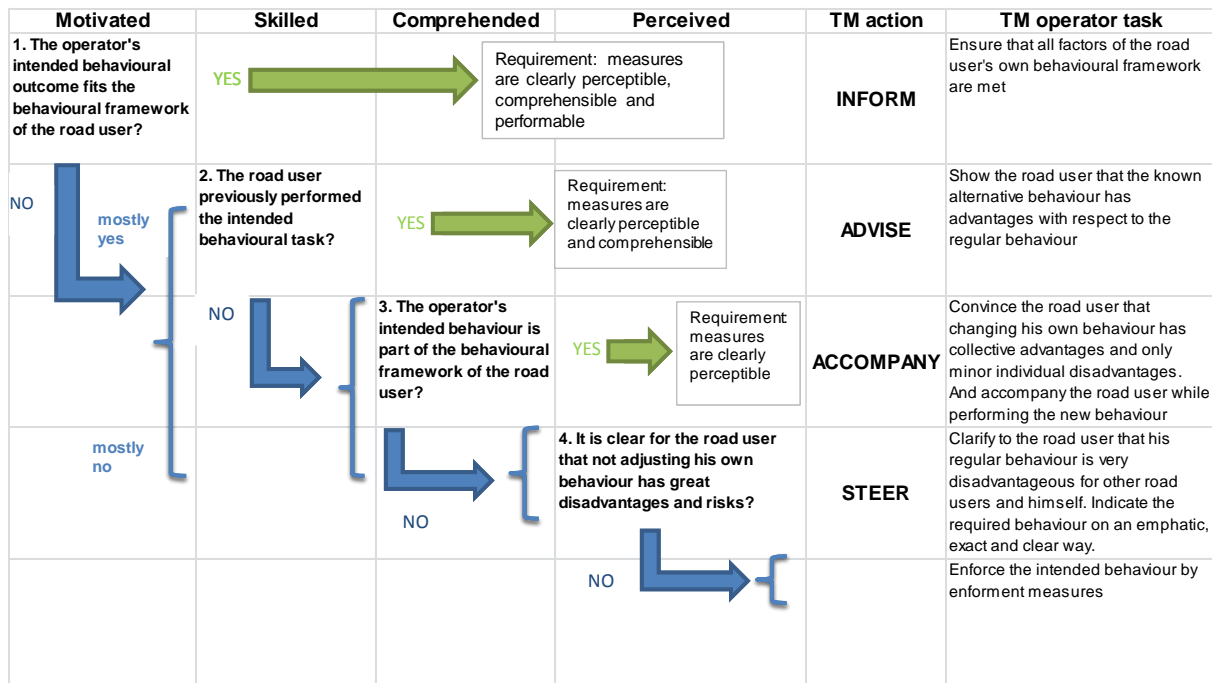 Motivated
Skilled
Comprehended
Perceived
TM action
TM operator task
1. The operator's
intended behavioural
outcome fits the
behavioural framework
of the road user?
YES
Requirement: measures
are clearly perceptible,
comprehensible and
performable
INFORM
Ensure that all factors of the road
user's own behavioural framework
are met
NO
mostly
yes
2. The road user
previously performed
the intended
behavioural task?
YES
Requirement:
measures are
clearly perceptible
and comprehensible
ADVISE
Show the road user that the known
alternative behaviour has
advantages with respect to the
regular behaviour
NO
3. The operator's
intended behaviour is
part of the behavioural
framework of the road
user?
YES
Requirement
measures
are clearly
perceptible
ACCOMPANY
Convince the road user that
changing his own behaviour has
collective advantages and only
minor individual disadvantages.
And accompany the road user while
performing the new behaviour
mostly
no
NO
4. It is clear for the road user
that not adjusting his own
behaviour has great
disadvantages and risks?
STEER
Clarify to the road user that his
regular behaviour is very
disadvantageous for other road
users and himself. Indicate the
required behaviour on an emphatic,
exact and clear way.
NO
Enforce the intended behaviour by
enforment measures